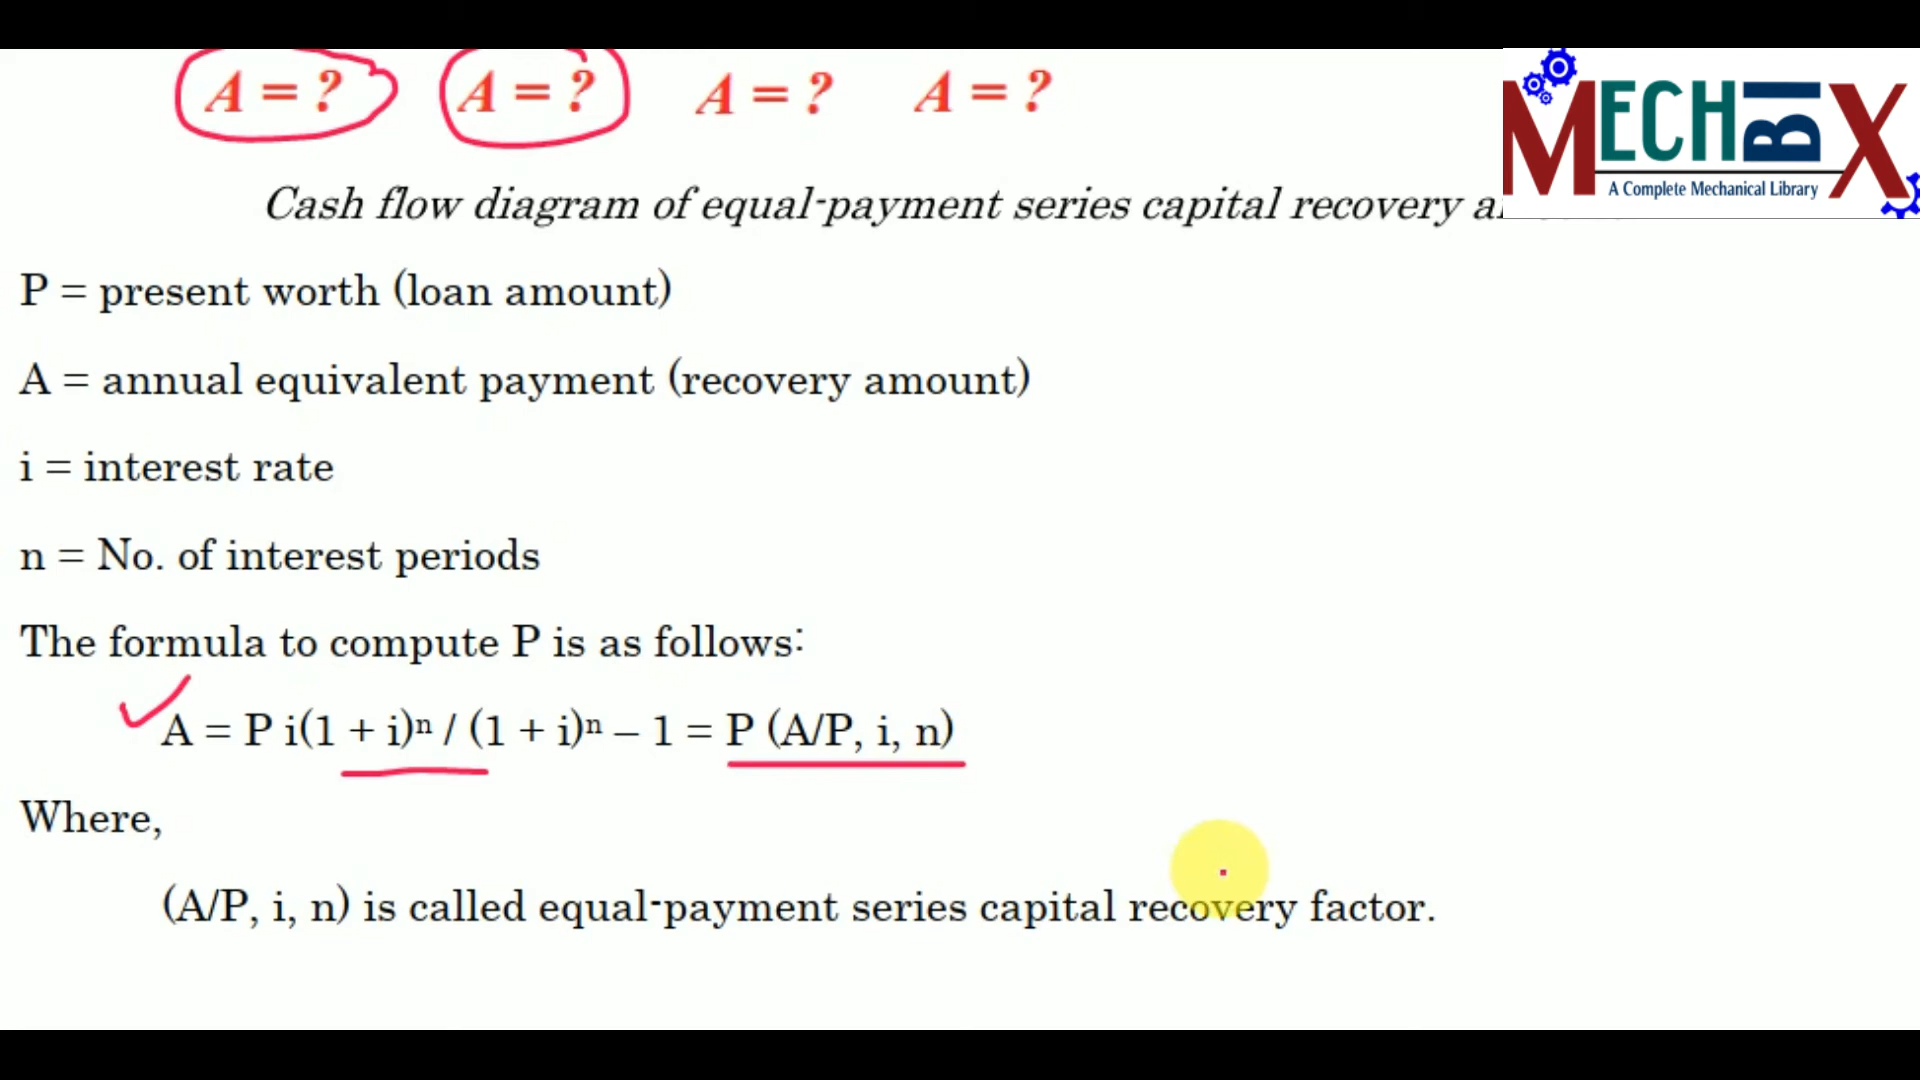 A = ? A = ? A = ? A = ?
MECHBIX
A Complete Mechanical Library
Cash flow diagram of equal-payment series capital recovery
P = present worth (loan amount)
A = annual equivalent payment (recovery amount)
i = interest rate
n = No. of interest periods
The formula to compute P is as follows:
A = P i(1 + i)ⁿ / (1 + i)ⁿ – 1 = P (A/P, i, n)
Where,
(A/P, i, n) is called equal-payment series capital recovery factor.